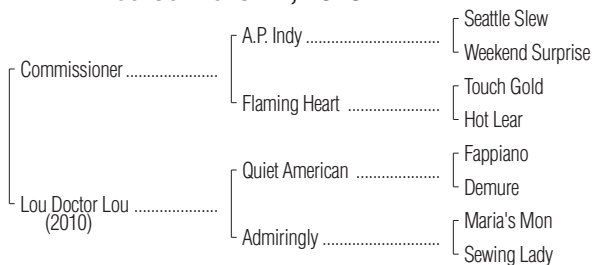 Seattle Slew
A.P. Indy
Weekend Surprise
Commissioner
Touch Gold
Flaming Heart
Hot Lear
Fappiano
Quiet American
Demure
Lou Doctor Lou
(2010)
Maria's Mon
Admiringly
Sewing Lady